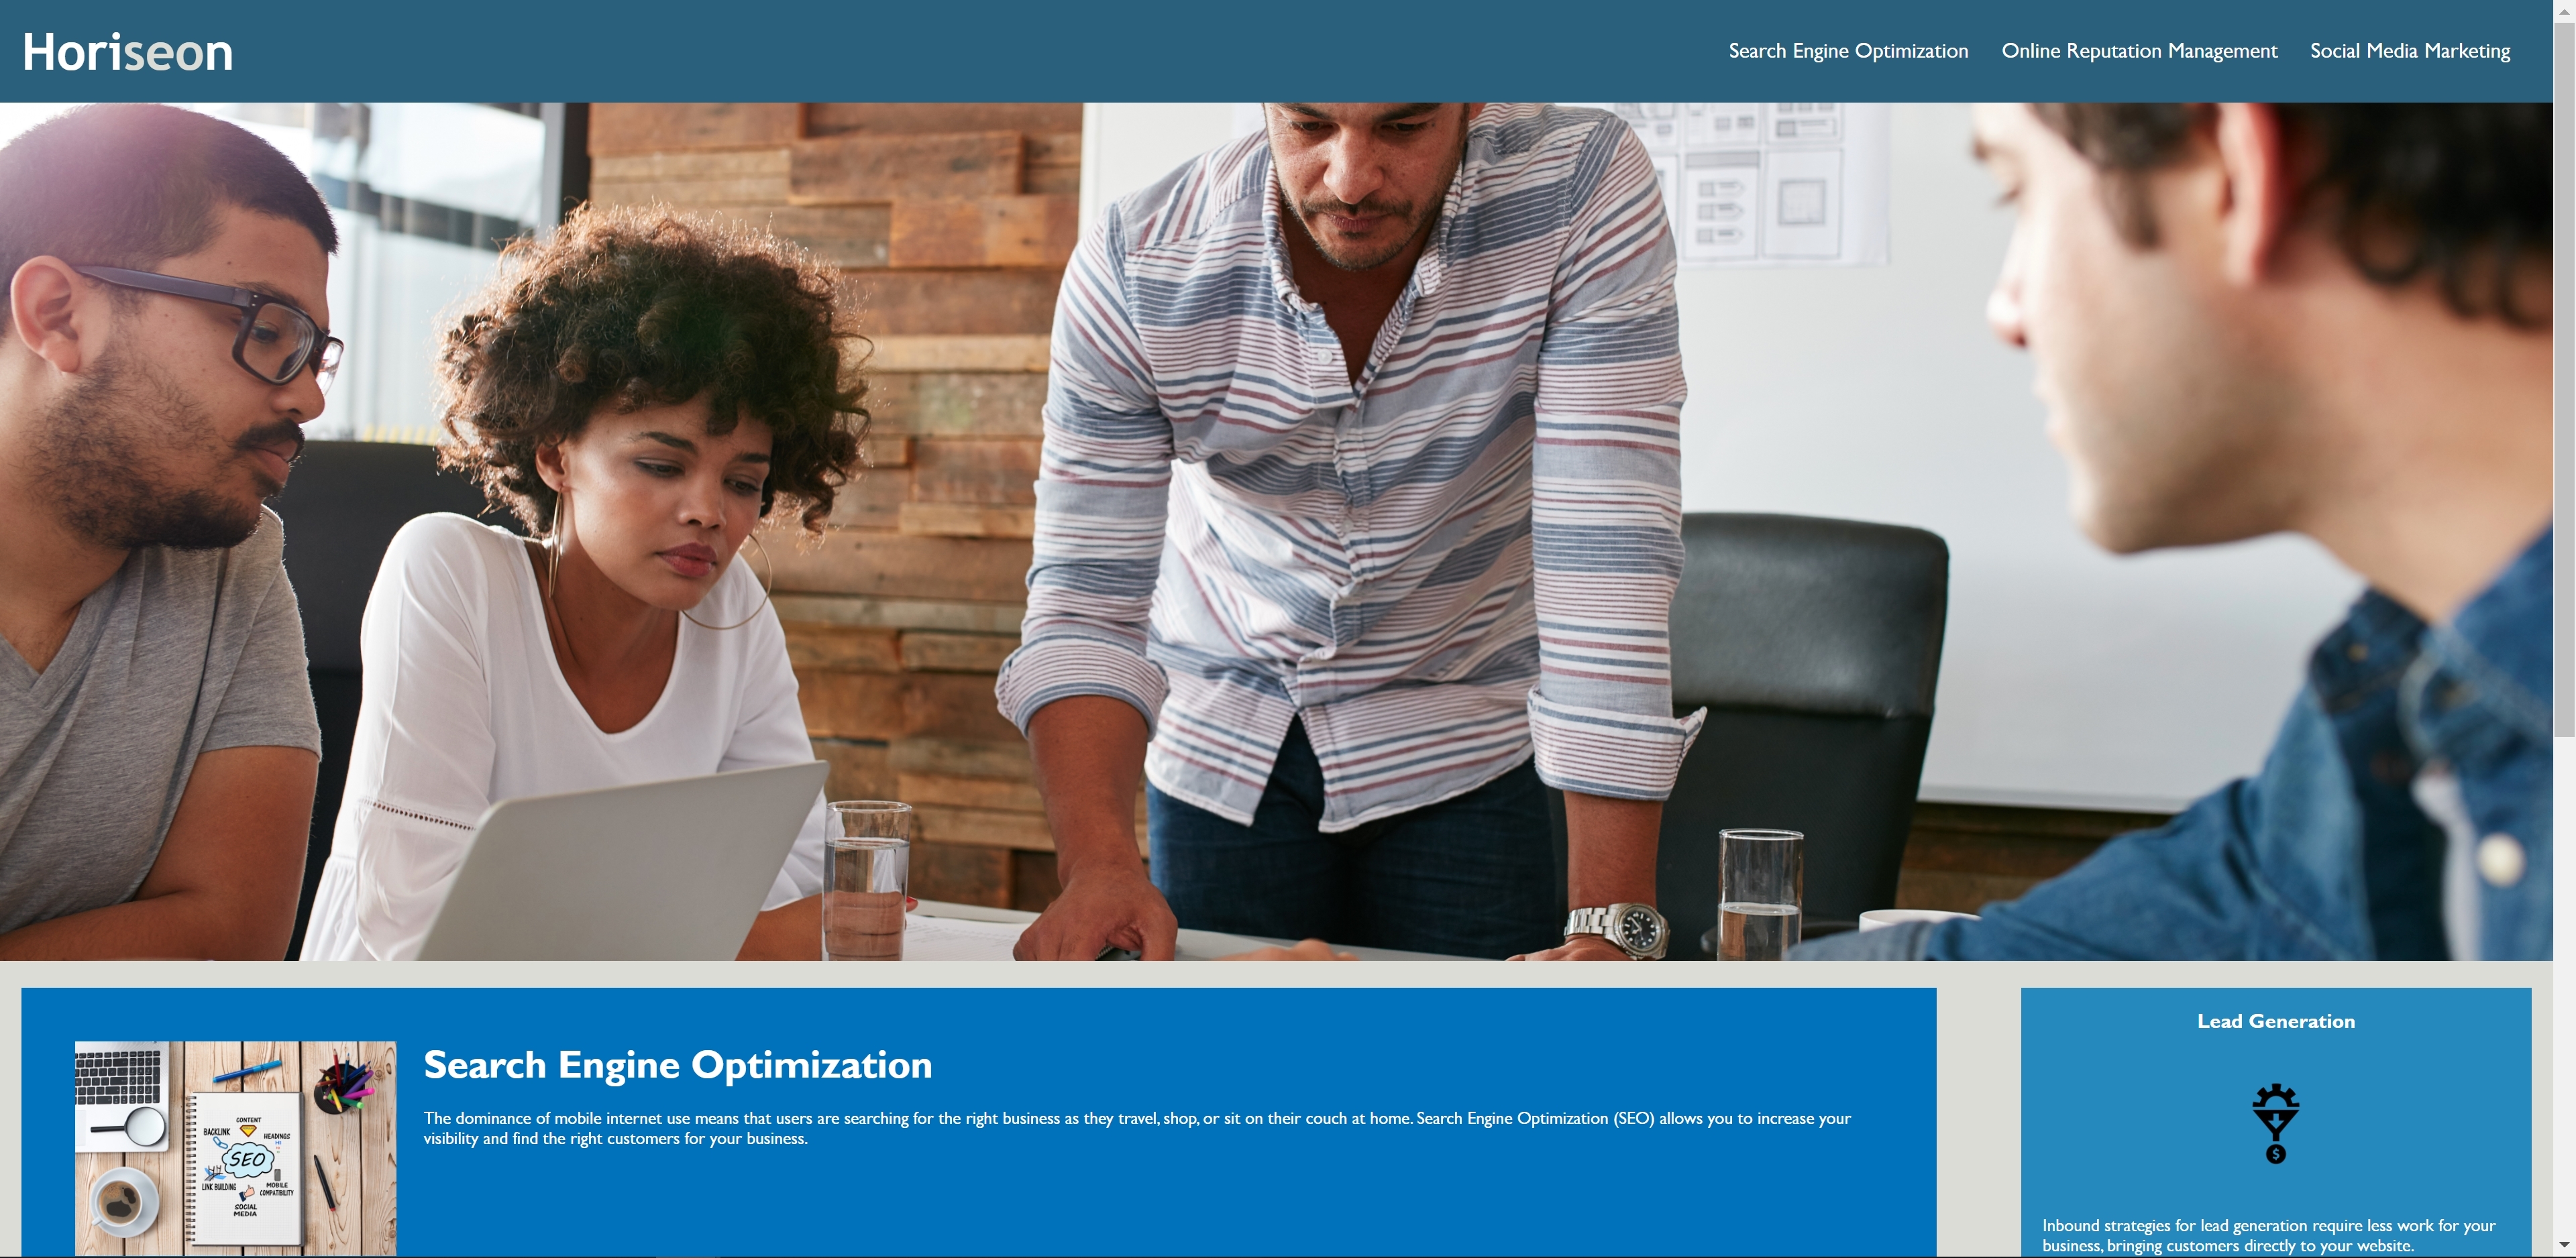 Horiseon
Search Engine Optimization
Online Reputation Management
Social Media Marketing
Search Engine Optimization
The dominance of mobile internet use means that users are searching for the right business as they travel, shop, or sit on their couch at home. Search Engine Optimization (SEO) allows you to increase your
visibility and find the right customers for your business.
CONTENT
BACKLINK
HEADINGS
SEO
LINK BUILDING
MOBILE
COMPATIBILITY
SOCIAL
MEDIA
Lead Generation
$
Inbound strategies for lead generation require less work for your
business, bringing customers directly to your website.